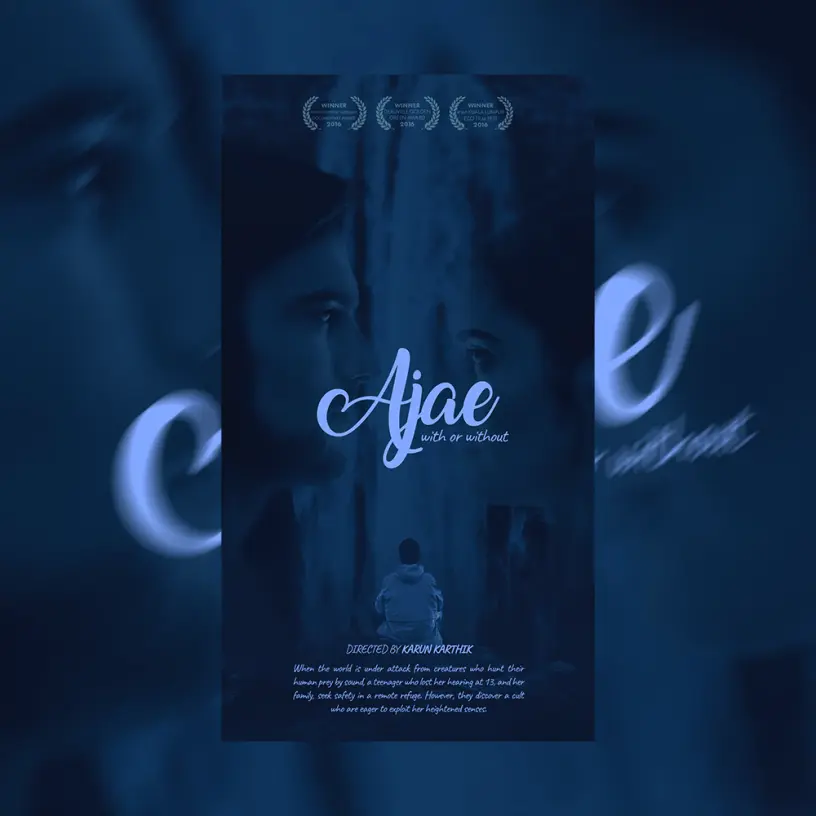 WINNER
2016
WINNER
2016
WINNER
2016
Ajae
with or without
DIRECTED BY KARUN KARTHIK
When the world is under attack from creatures who hunt their
human prey by sound, a teenager who lost her hearing at 13, and her
family, seek safety in a remote refuge. However, they discover a cult
who are eager to exploit her heightened senses.